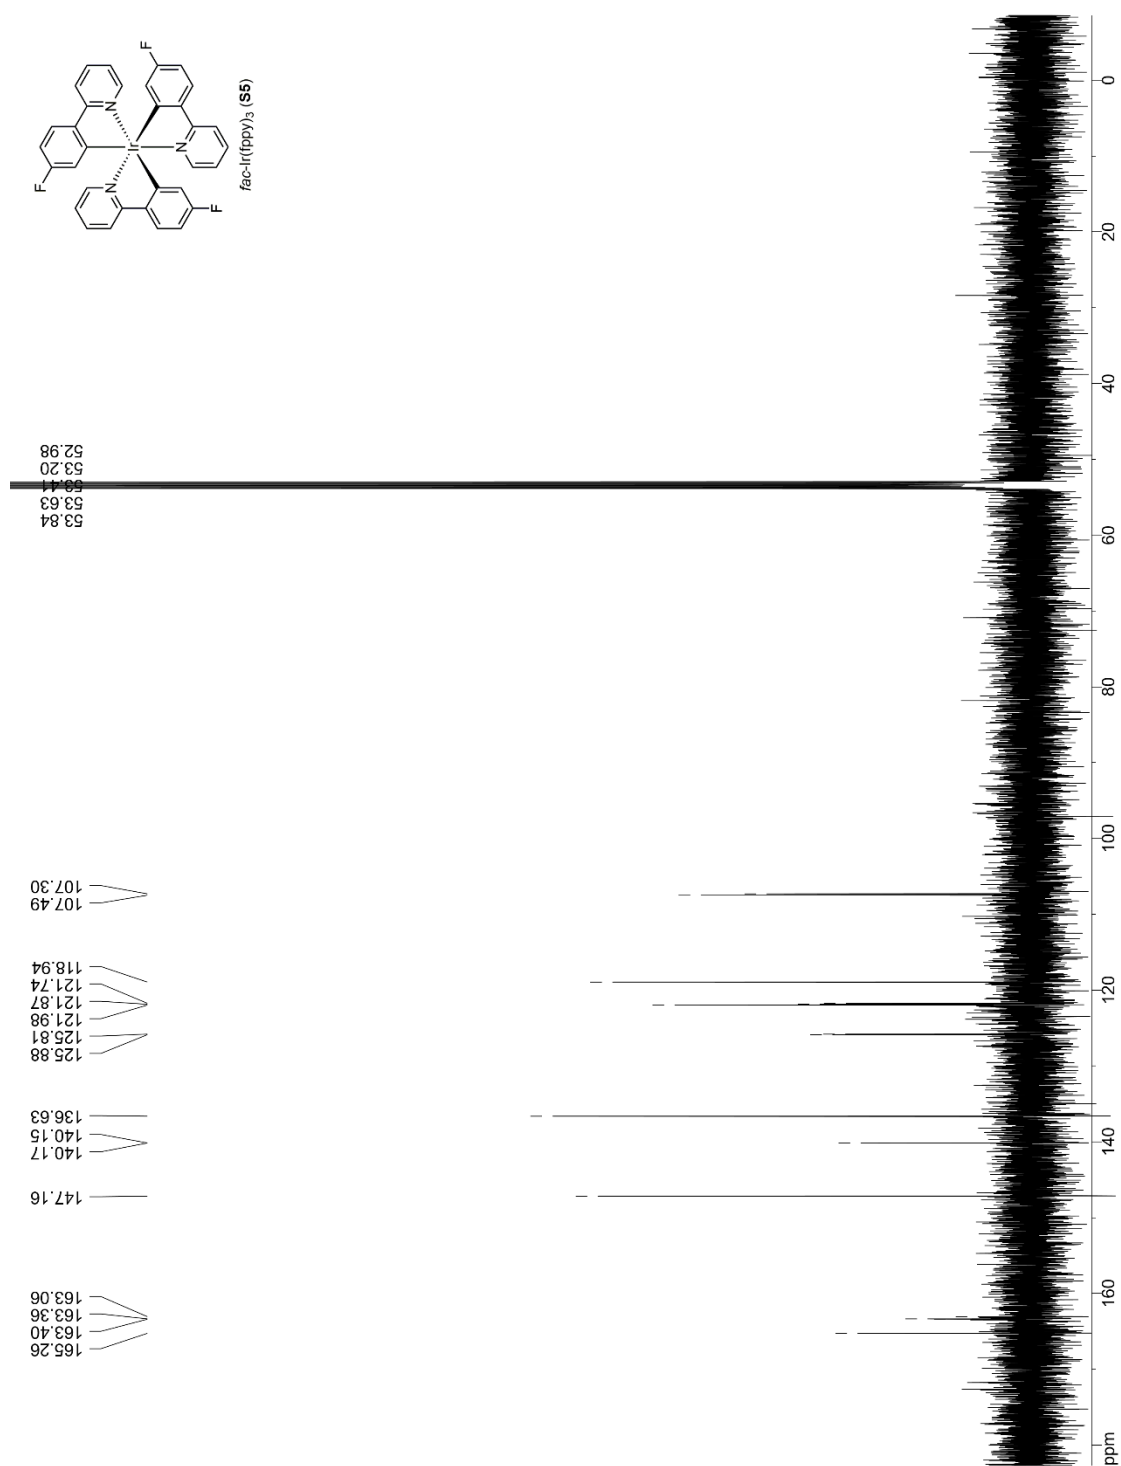 F
N
F
Ir
N
N
F
fac-Ir(fppy)₃ (S5)
165.26
163.40
163.36
163.06
147.16
140.17
140.15
136.63
125.88
125.81
121.98
121.87
121.74
118.94
107.49
107.30
53.84
53.63
53.41
53.20
52.98
ppm 160 140 120 100 80 60 40 20 0